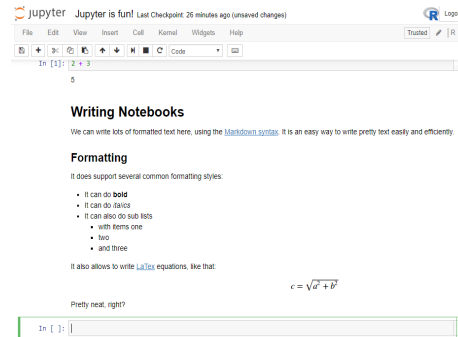 jupyter Jupyter is fun! Last Checkpoint: 26 minutes ago (unsaved changes) R Logo
File Edit View Insert Cell Kernel Widgets Help Trusted R
Code
In [1]: 2 + 3
5
Writing Notebooks
We can write lots of formatted text here, using the Markdown syntax. It is an easy way to write pretty text easily and efficiently.
Formatting
It does support several common formatting styles:
• It can do bold
• It can do italics
• It can also do sub lists
• with items one
• two
• and three
It also allows to write LaTex equations, like that:
c = √a² + b²
Pretty neat, right?
In [ ]: